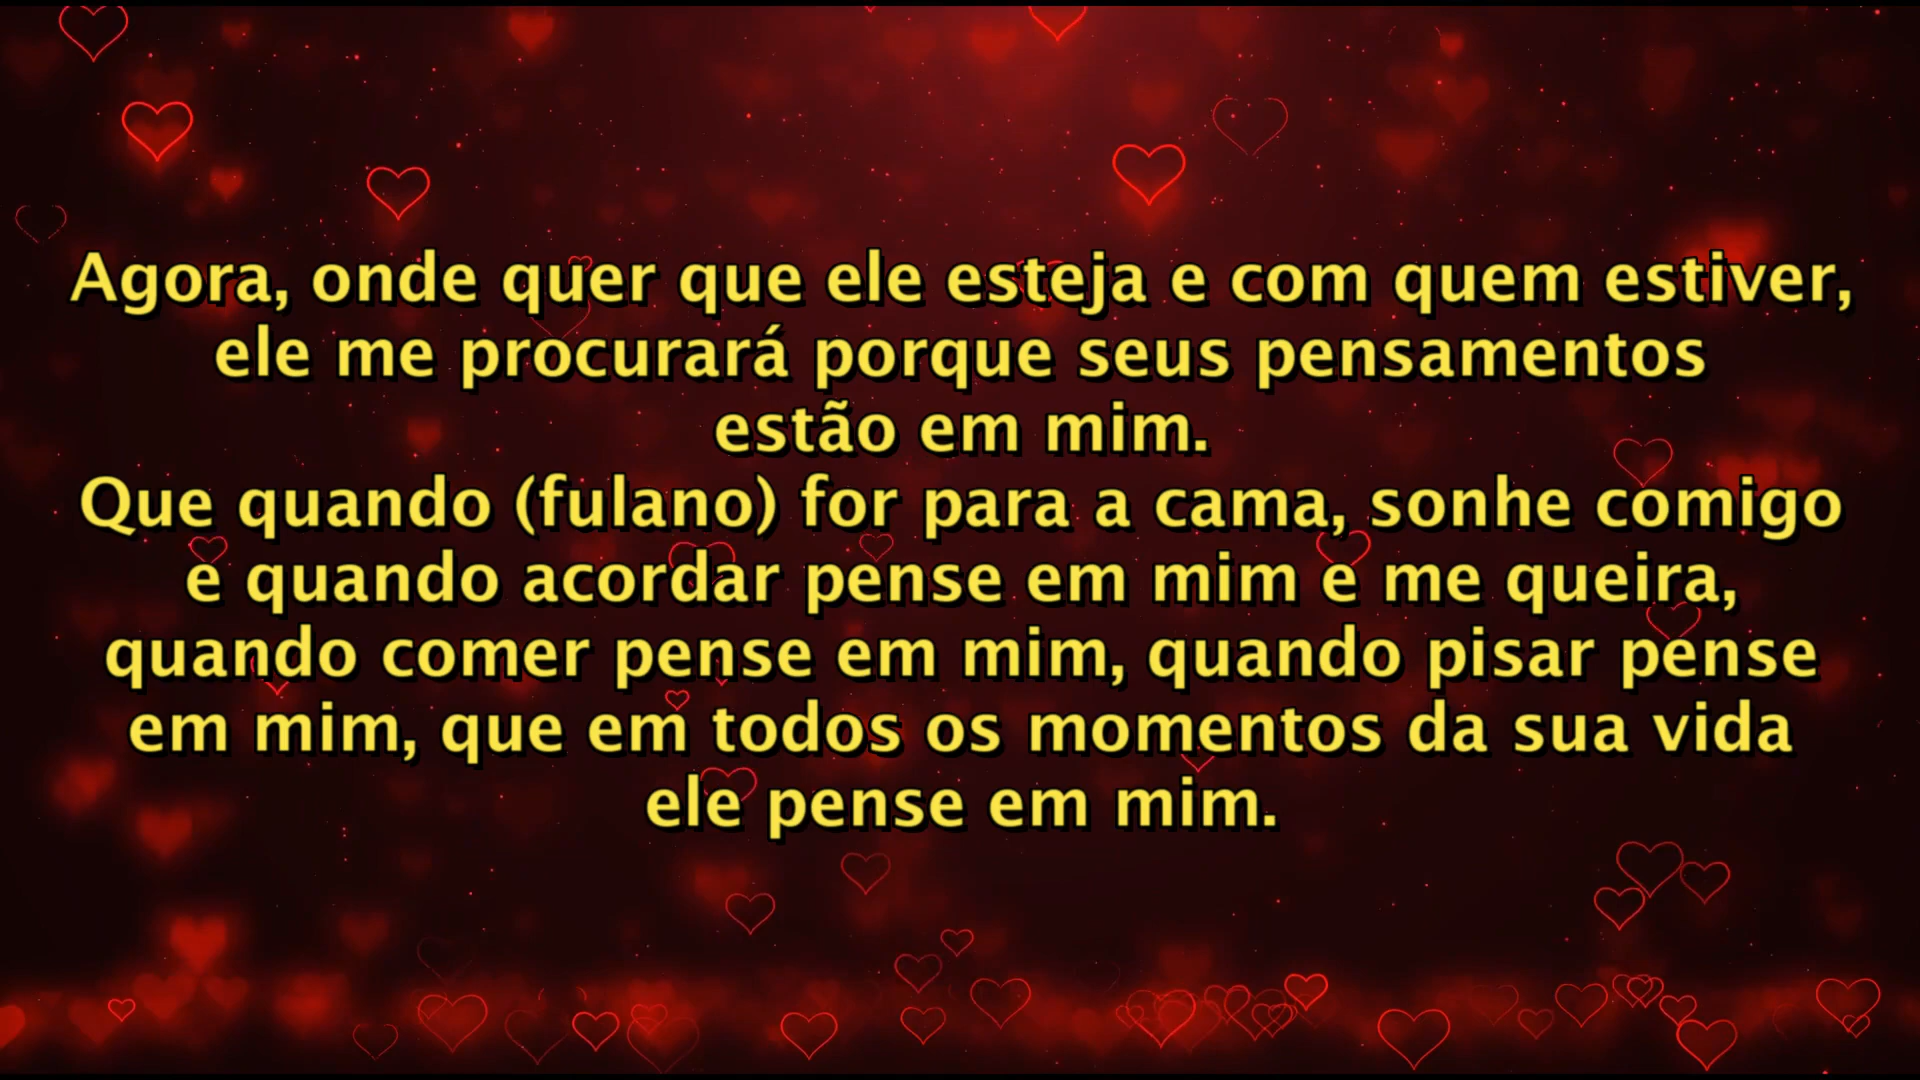 Agora, onde quer que ele esteja e com quem estiver,
ele me procurará porque seus pensamentos
estão em mim.
Que quando (fulano) for para a cama, sonhe comigo
e quando acordar pense em mim e me queira,
quando comer pense em mim, quando pisar pense
em mim, que em todos os momentos da sua vida
ele pense em mim.